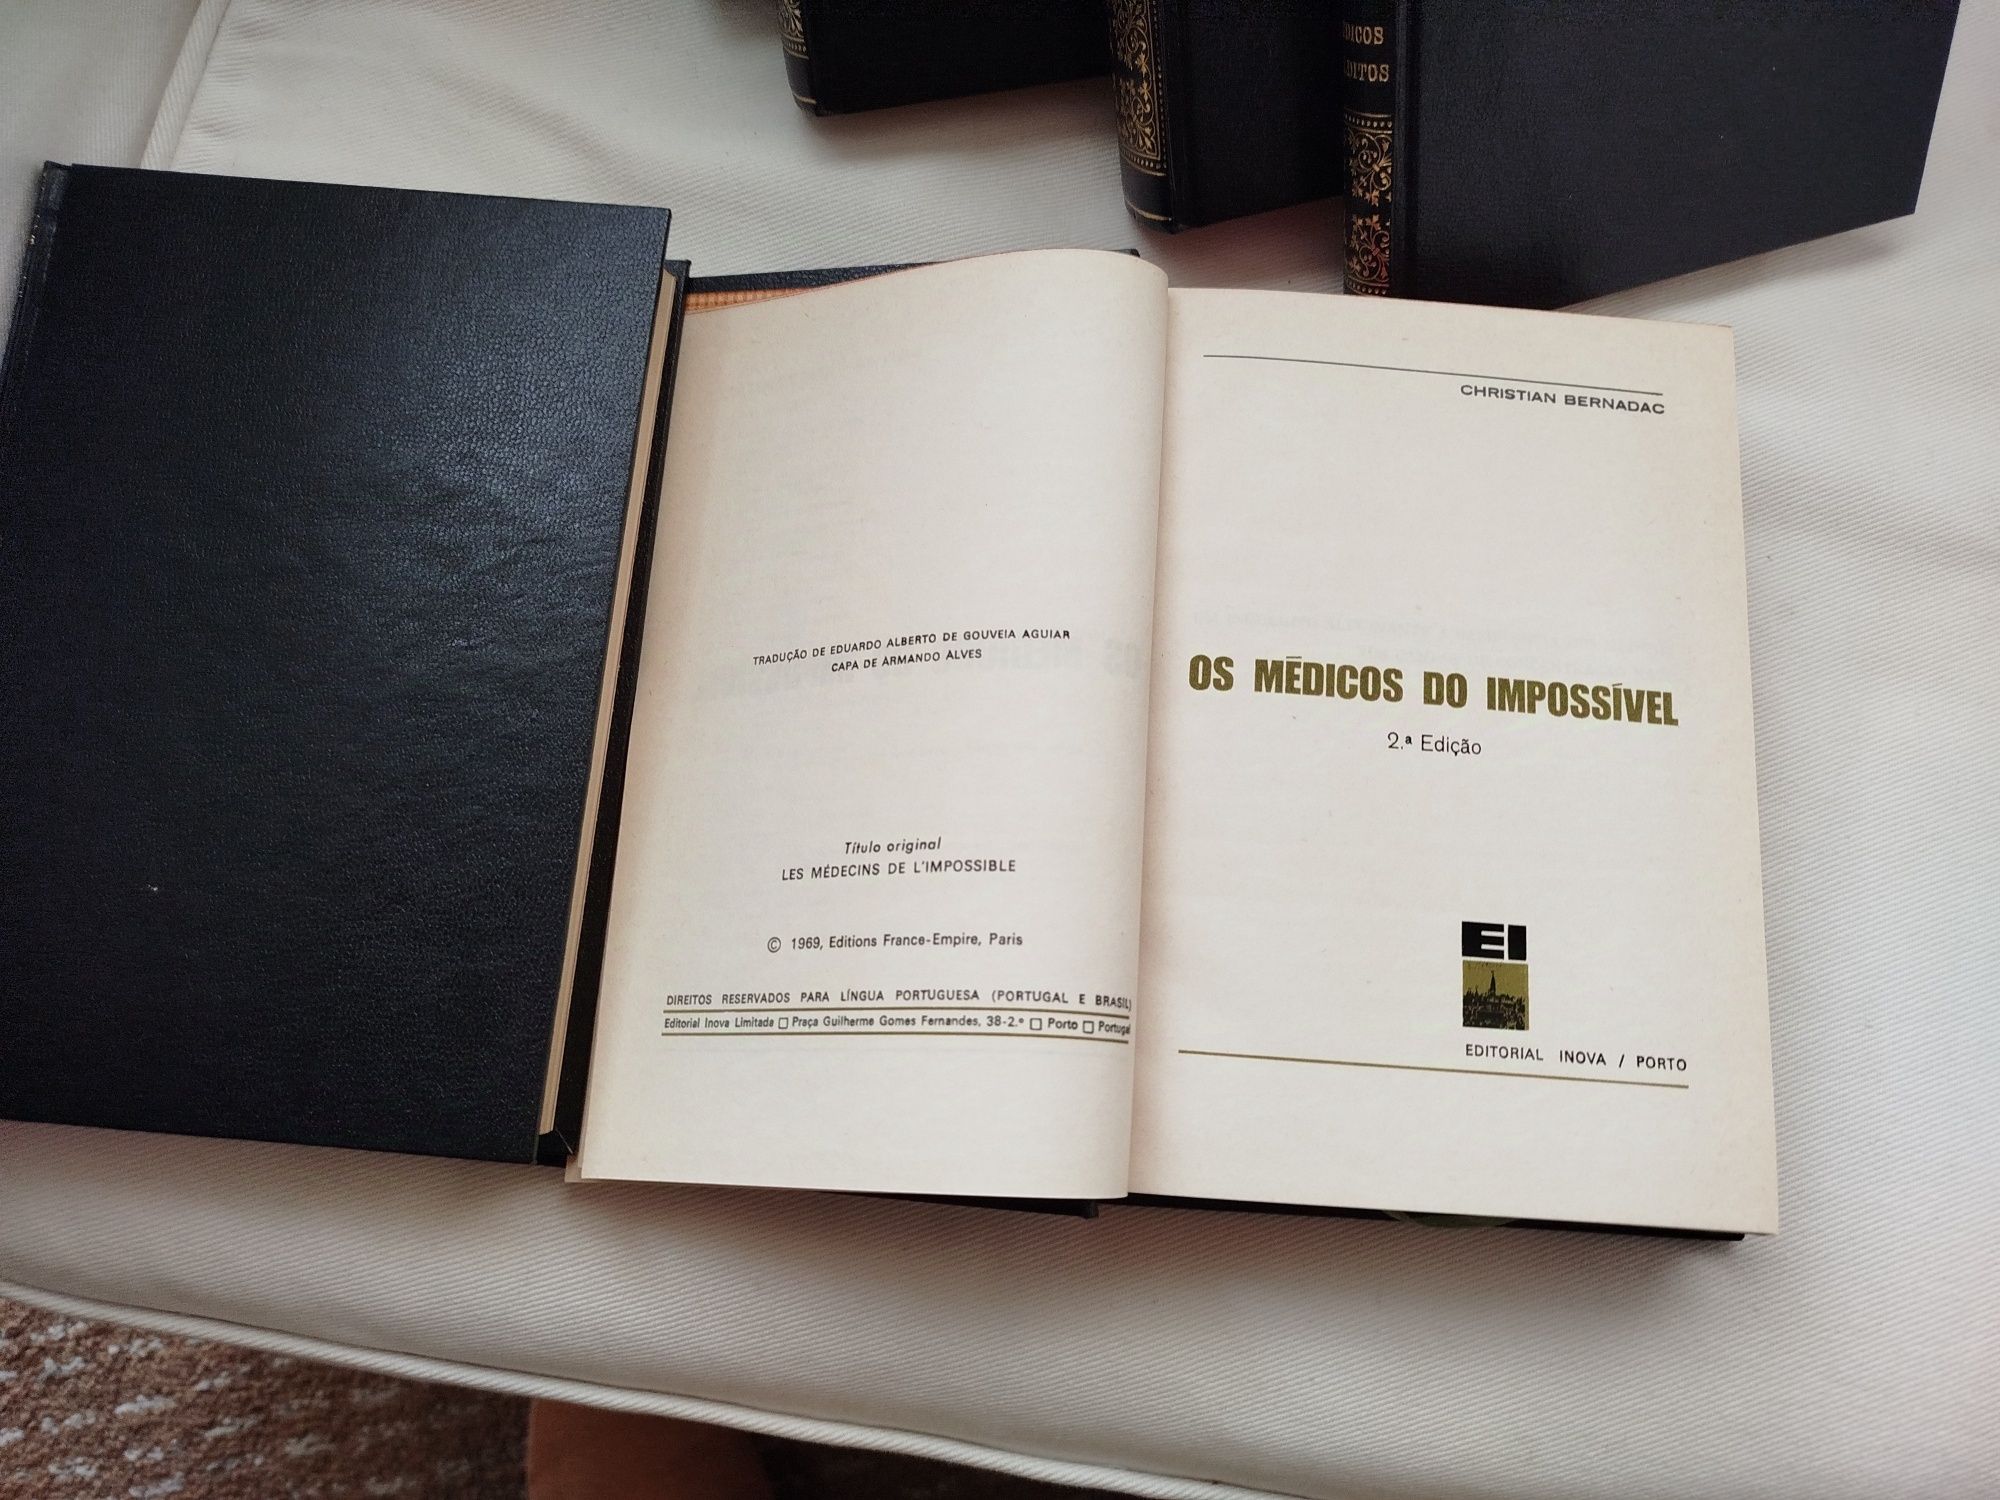 TRADUÇÃO DE EDUARDO ALBERTO DE GOUVEIA AGUIAR
CAPA DE ARMANDO ALVES
Título original
LES MÉDECINS DE L'IMPOSSIBLE
© 1969, Editions France-Empire, Paris
DIREITOS RESERVADOS PARA LÍNGUA PORTUGUESA (PORTUGAL E BRASIL)
Editorial Inova Limitada □ Praça Guilherme Gomes Fernandes, 38-2.º □ Porto □ Portugal
CHRISTIAN BERNADAC
OS MÉDICOS DO IMPOSSÍVEL
2.ª Edição
EI
EDITORIAL INOVA / PORTO